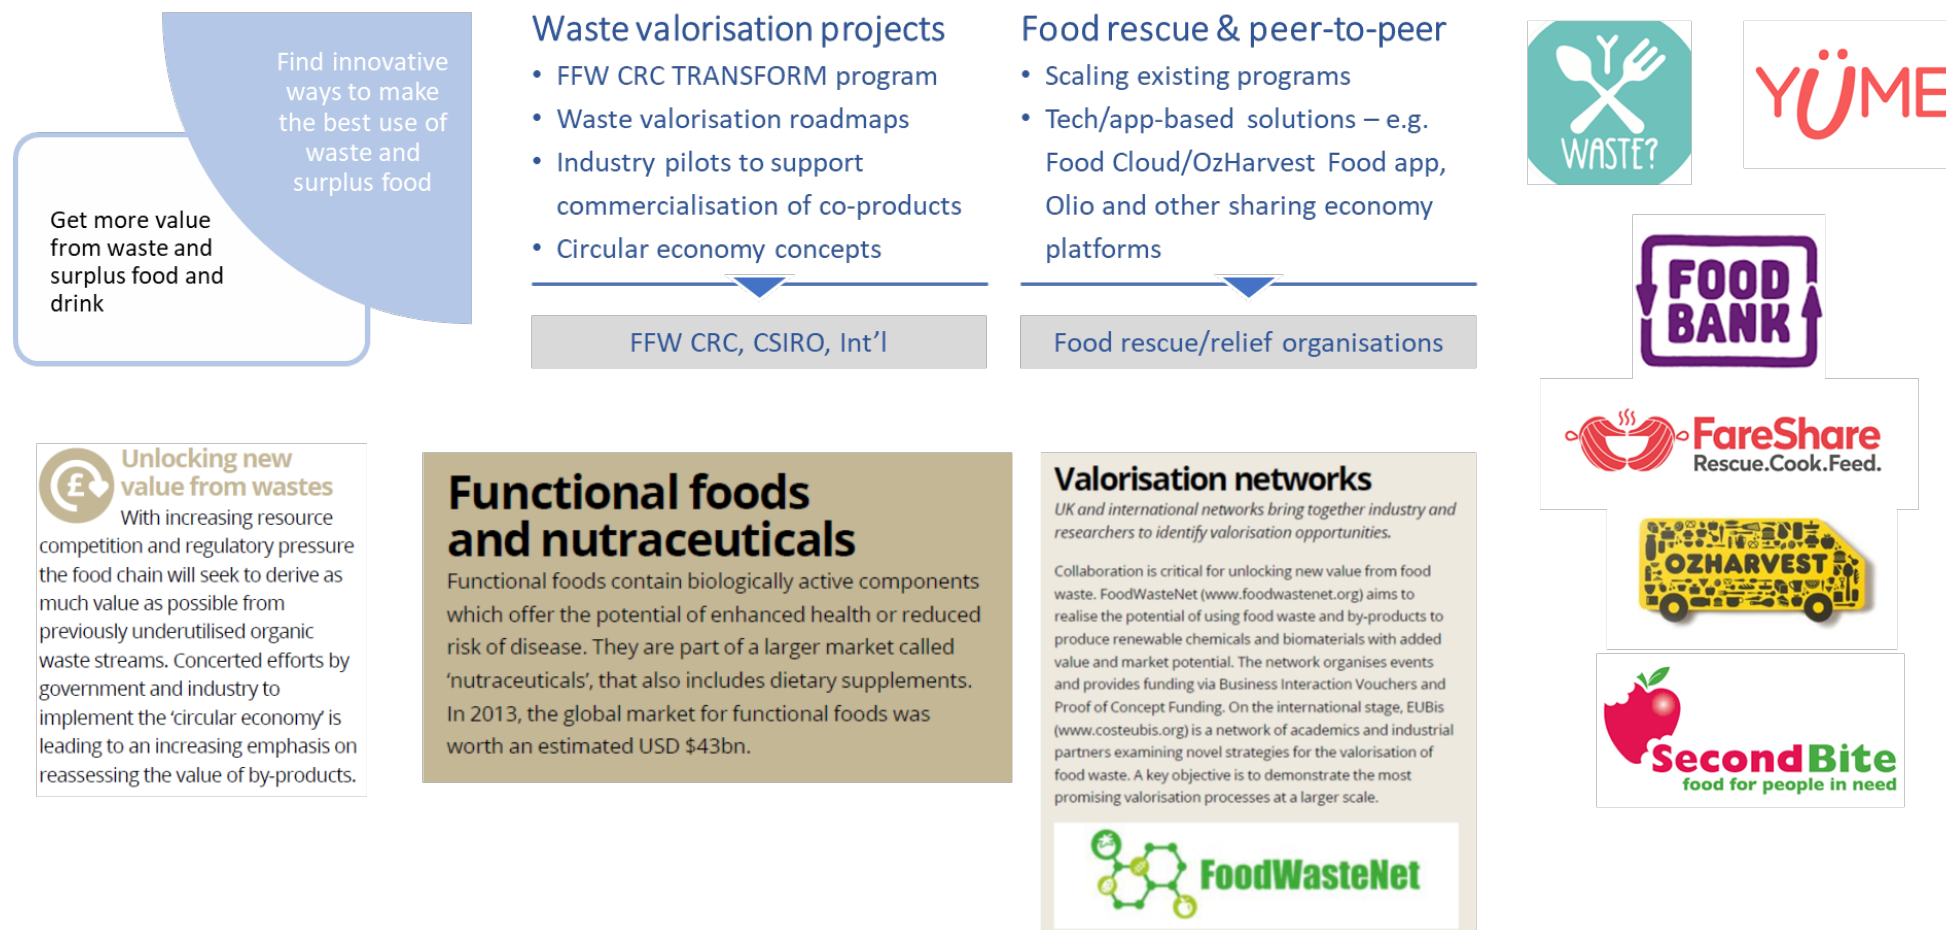 Find innovative
ways to make
the best use of
waste and
surplus food
Get more value
from waste and
surplus food and
drink
Waste valorisation projects
• FFW CRC TRANSFORM program
• Waste valorisation roadmaps
• Industry pilots to support
commercialisation of co-products
• Circular economy concepts
FFW CRC, CSIRO, Int’l
Food rescue & peer-to-peer
• Scaling existing programs
• Tech/app-based solutions – e.g.
Food Cloud/OzHarvest Food app,
Olio and other sharing economy
platforms
Food rescue/relief organisations
Y
WASTE?
YÜME
FOOD
BANK
FareShare
Rescue.Cook.Feed.
OZHARVEST
SecondBite
food for people in need
£
Unlocking new
value from wastes
With increasing resource
competition and regulatory pressure
the food chain will seek to derive as
much value as possible from
previously underutilised organic
waste streams. Concerted efforts by
government and industry to
implement the ‘circular economy’ is
leading to an increasing emphasis on
reassessing the value of by-products.
Functional foods
and nutraceuticals
Functional foods contain biologically active components
which offer the potential of enhanced health or reduced
risk of disease. They are part of a larger market called
‘nutraceuticals’, that also includes dietary supplements.
In 2013, the global market for functional foods was
worth an estimated USD $43bn.
Valorisation networks
UK and international networks bring together industry and
researchers to identify valorisation opportunities.
Collaboration is critical for unlocking new value from food
waste. FoodWasteNet (www.foodwastenet.org) aims to
realise the potential of using food waste and by-products to
produce renewable chemicals and biomaterials with added
value and market potential. The network organises events
and provides funding via Business Interaction Vouchers and
Proof of Concept Funding. On the international stage, EUBis
(www.costeubis.org) is a network of academics and industrial
partners examining novel strategies for the valorisation of
food waste. A key objective is to demonstrate the most
promising valorisation processes at a larger scale.
FoodWasteNet